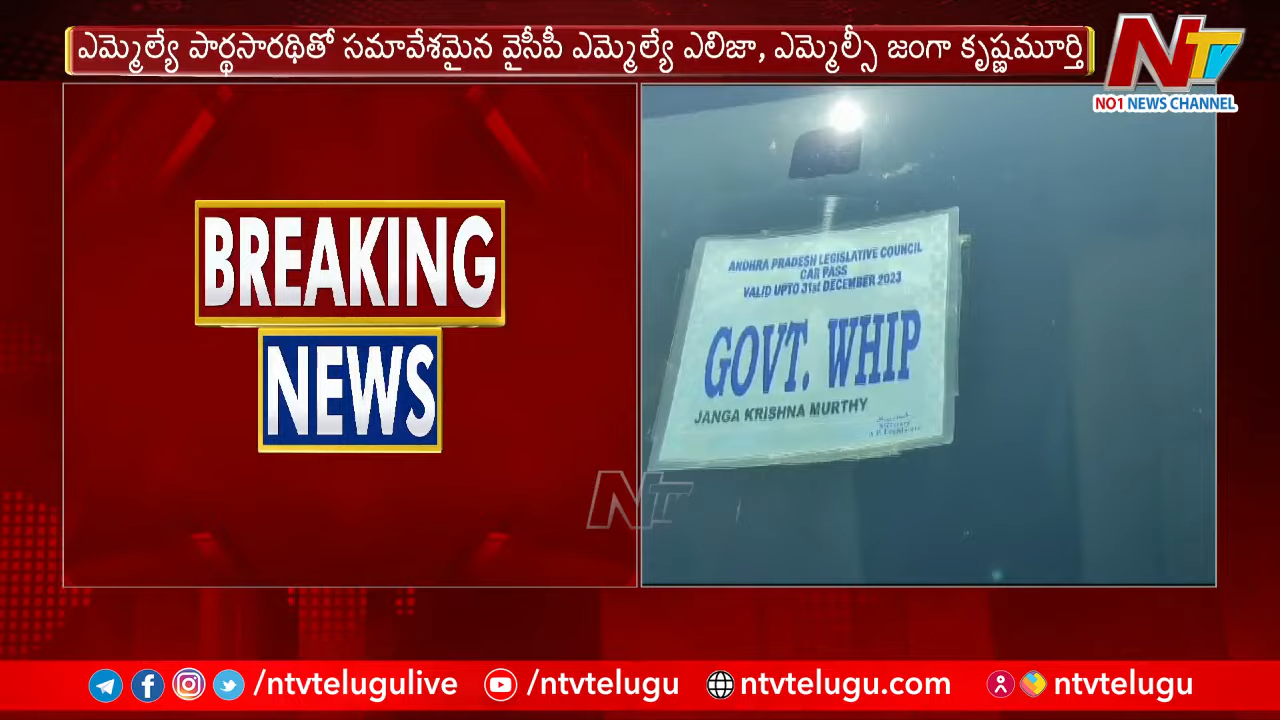 ఎమ్మెల్యే పార్థసారథితో సమావేశమైన వైసీపీ ఎమ్మెల్యే ఎలిజా, ఎమ్మెల్సీ జంగా కృష్ణమూర్తి
NTV
NO1 NEWS CHANNEL
BREAKING
NEWS
ANDHRA PRADESH LEGISLATIVE COUNCIL
CAR PASS
VALID UPTO 31st DECEMBER 2023
GOVT. WHIP
JANGA KRISHNA MURTHY
NT
/ntvtelugulive /ntvtelugu ntvtelugu.com ntvtelugu